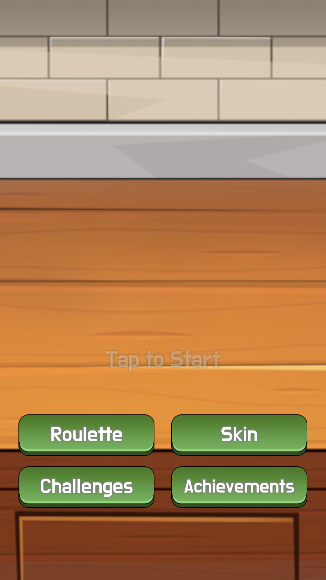 Tap to Start
Roulette
Skin
Challenges
Achievements